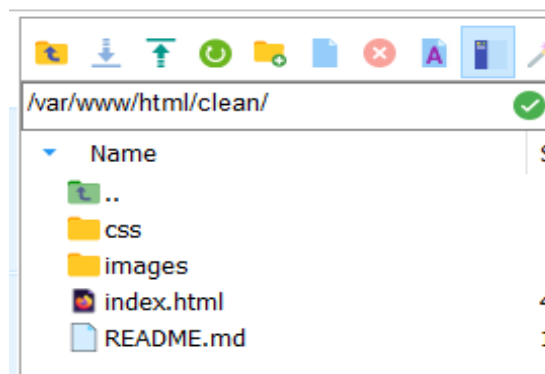 /var/www/html/clean/
Name
..
css
images
index.html
README.md